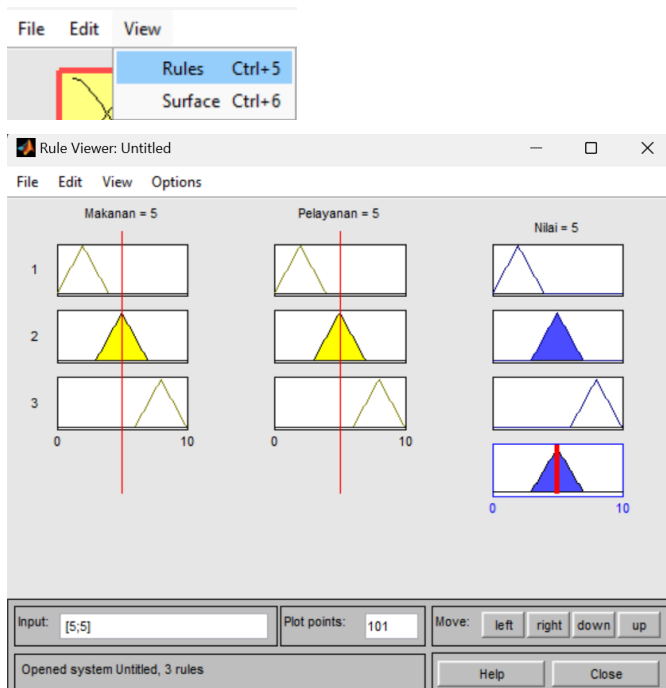 File Edit View
Rules Ctrl+5
Surface Ctrl+6
Rule Viewer: Untitled
File Edit View Options
Makanan = 5 Pelayanan = 5 Nilai = 5
1
2
3
0 10 0 10
0 10
Input: [5;5] Plot points: 101 Move: left right down up
Opened system Untitled, 3 rules Help Close